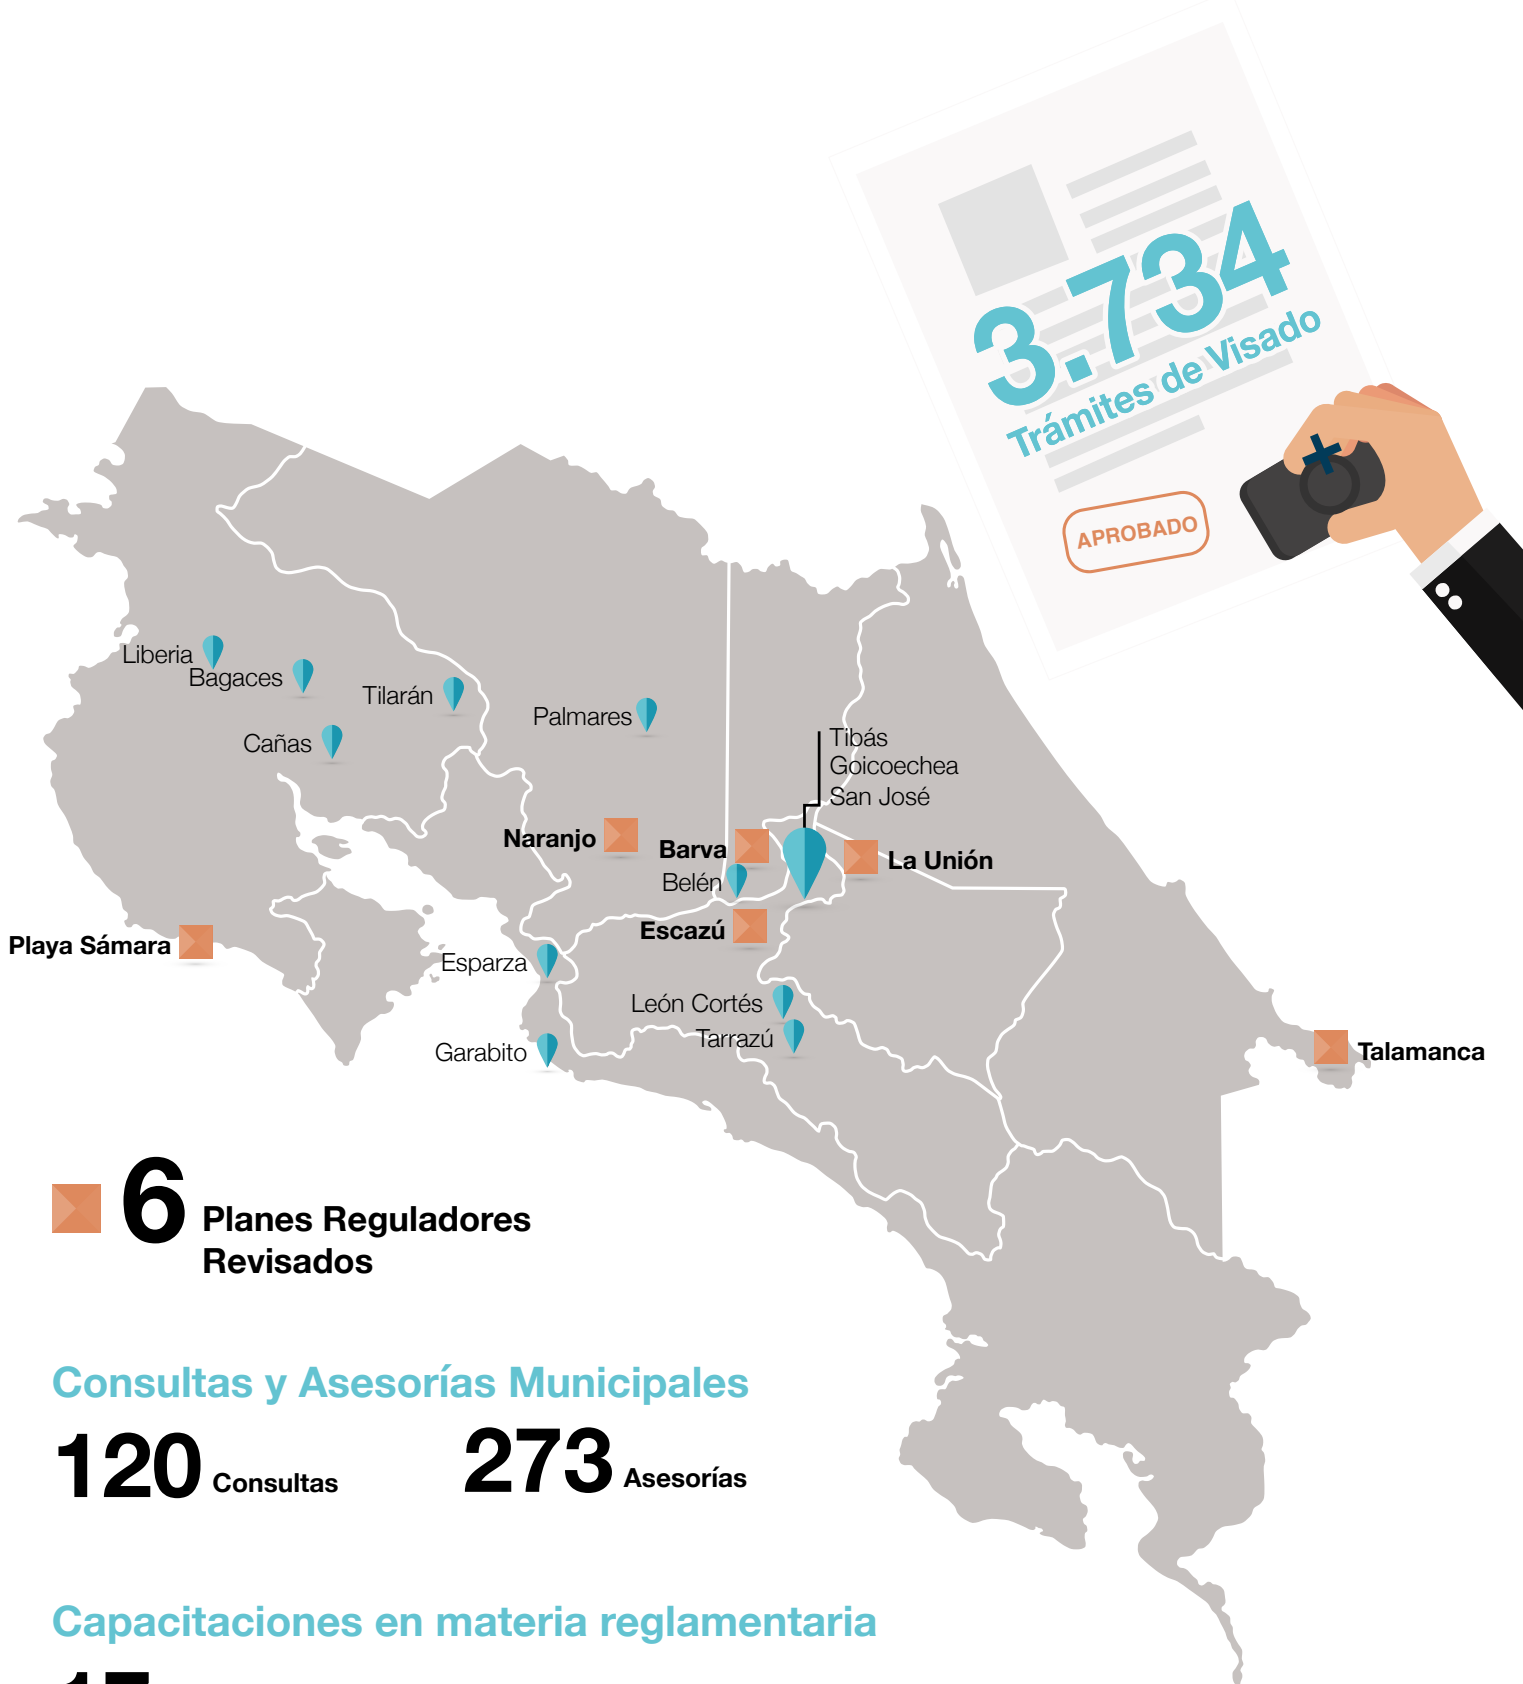 3.734
Trámites de Visado
APROBADO
Liberia
Bagaces
Tilarán
Cañas
Palmares
Tibás
Goicoechea
San José
Naranjo
Barva
Belén
La Unión
Escazú
Playa Sámara
Esparza
León Cortés
Tarrazú
Garabito
Talamanca
6 Planes Reguladores
Revisados
Consultas y Asesorías Municipales
120 Consultas
273 Asesorías
Capacitaciones en materia reglamentaria